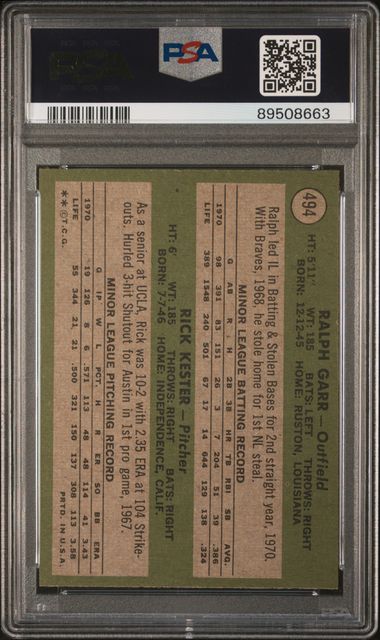 PSA
PSA
89508663
494
RALPH GARR — Outfield
HT: 5'11" WT: 185 BATS: LEFT THROWS: RIGHT
BORN: 12-12-45 HOME: RUSTON, LOUISIANA
Ralph led IL in Batting & Stolen Bases for 2nd straight year, 1970.
With Braves, 1968, he stole home for 1st NL steal.
MINOR LEAGUE BATTING RECORD
G AB R H 2B 3B HR TB RBI SB AVG.
1970 98 391 83 151 26 3 7 204 51 39 .386
LIFE 389 1548 240 501 67 17 14 644 129 138 .324
RICK KESTER — Pitcher
HT: 6' WT: 185 THROWS: RIGHT BATS: RIGHT
BORN: 7-7-46 HOME: INDEPENDENCE, CALIF.
As a senior at UCLA, Rick was 10-2 with 2.35 ERA at 104 Strike-
outs. Hurled 3-hit Shutout for Austin in 1st pro game, 1967.
MINOR LEAGUE PITCHING RECORD
G IP W L PCT. H R ER SO BB ERA
1970 19 126 8 6 .571 113 48 48 114 41 3.43
LIFE 55 344 21 21 .500 321 150 137 308 113 3.58
** © T.C.G. PRTD. IN U.S.A.